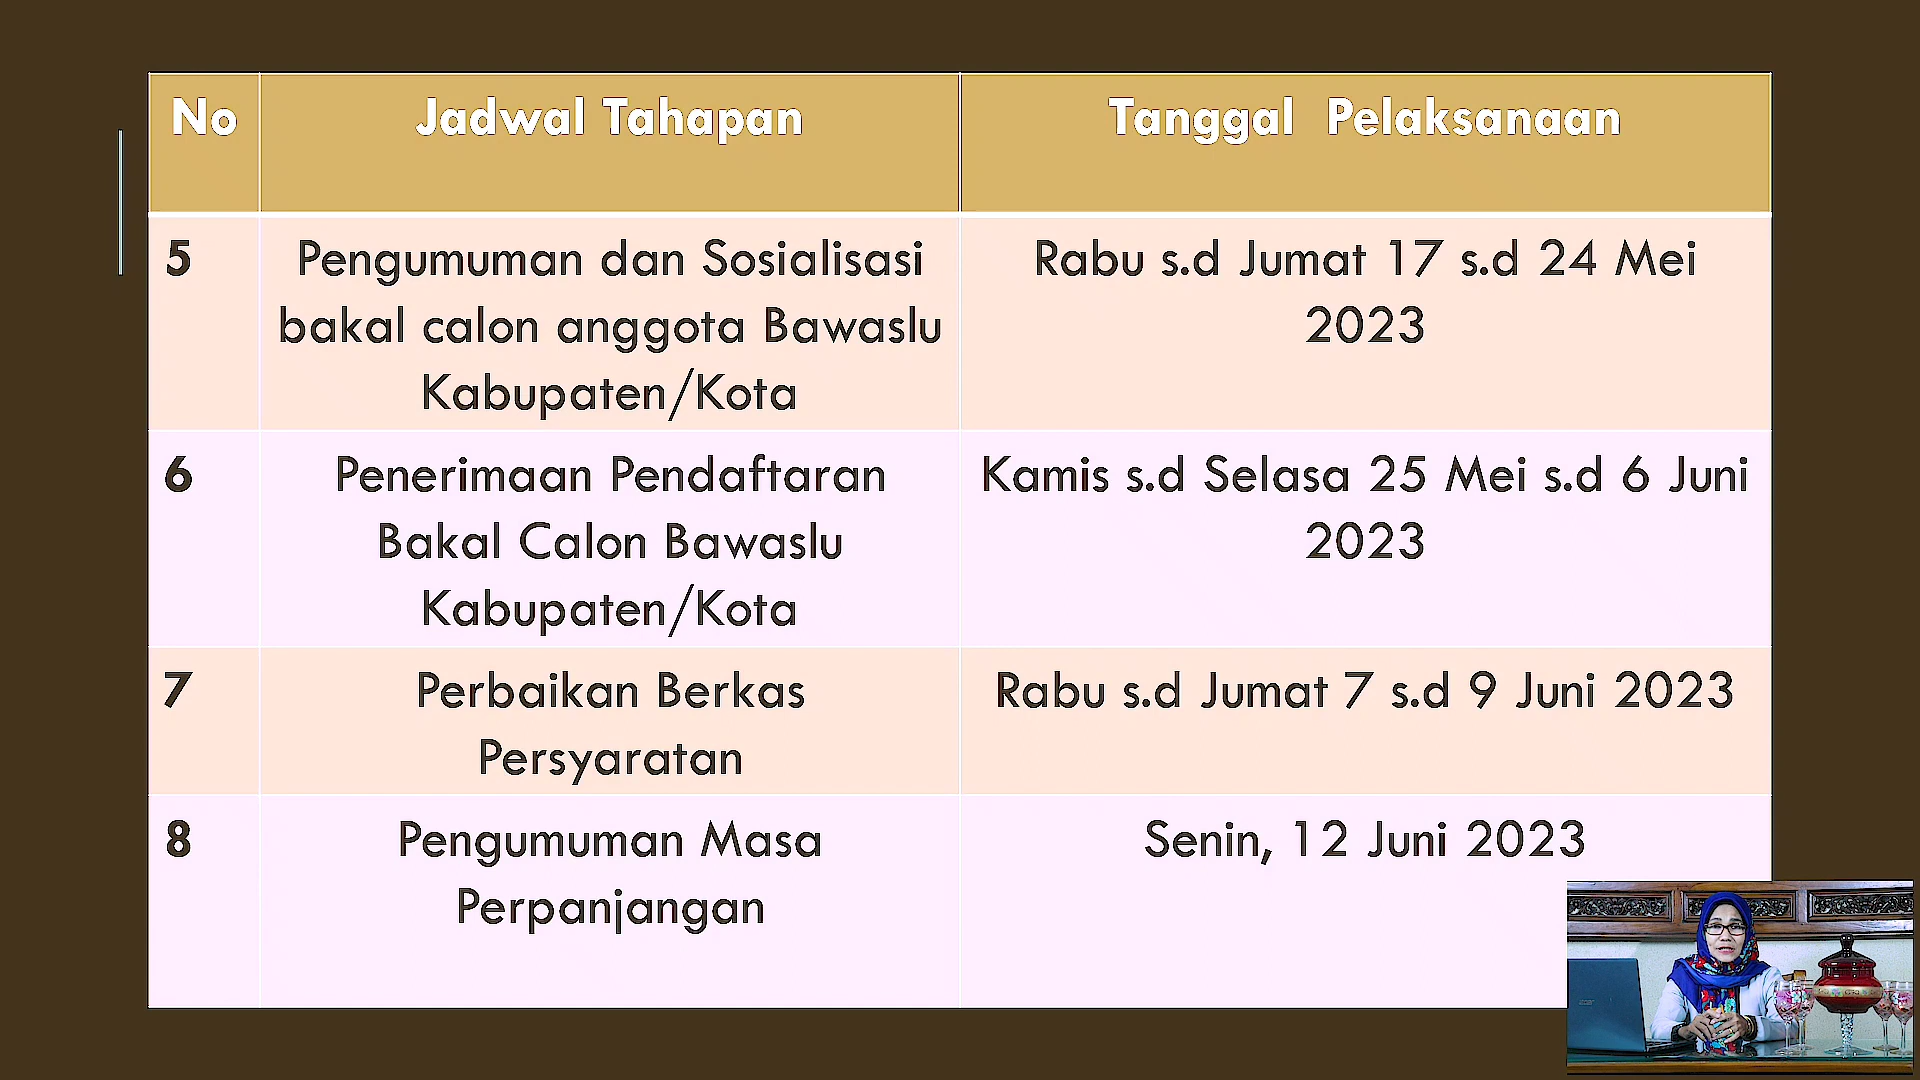 No Jadwal Tahapan Tanggal Pelaksanaan
5 Pengumuman dan Sosialisasi Rabu s.d Jumat 17 s.d 24 Mei
bakal calon anggota Bawaslu 2023
Kabupaten/Kota
6 Penerimaan Pendaftaran Kamis s.d Selasa 25 Mei s.d 6 Juni
Bakal Calon Bawaslu 2023
Kabupaten/Kota
7 Perbaikan Berkas Rabu s.d Jumat 7 s.d 9 Juni 2023
Persyaratan
8 Pengumuman Masa Senin, 12 Juni 2023
Perpanjangan